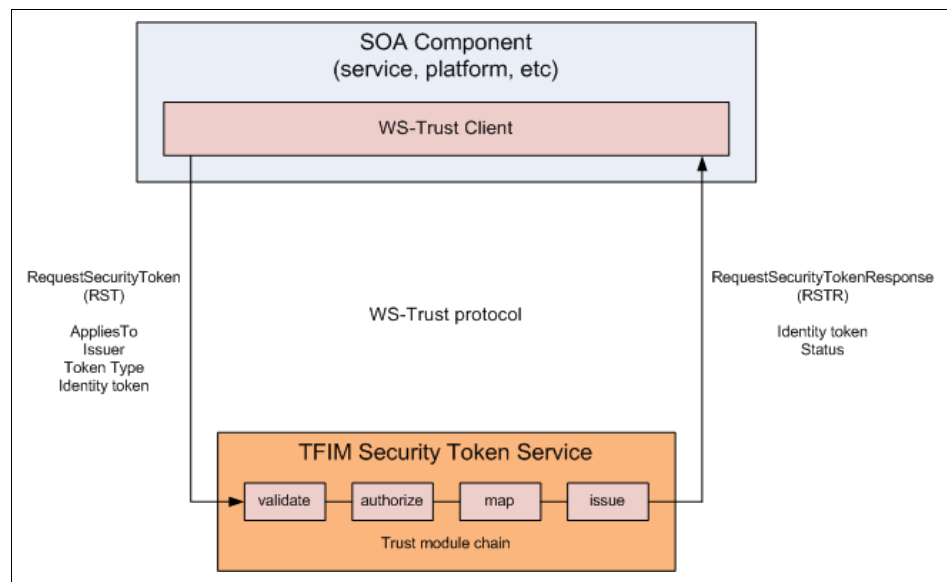 SOA Component
(service, platform, etc)
WS-Trust Client
RequestSecurityToken
(RST)
AppliesTo
Issuer
Token Type
Identity token
WS-Trust protocol
RequestSecurityTokenResponse
(RSTR)
Identity token
Status
TFIM Security Token Service
validate
authorize
map
issue
Trust module chain